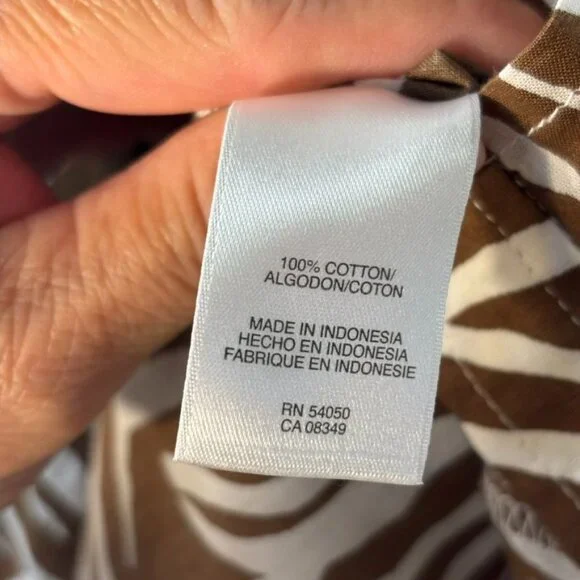 100% COTTON/
ALGODON/COTON
MADE IN INDONESIA
HECHO EN INDONESIA
FABRIQUE EN INDONESIE
RN 54050
CA 08349